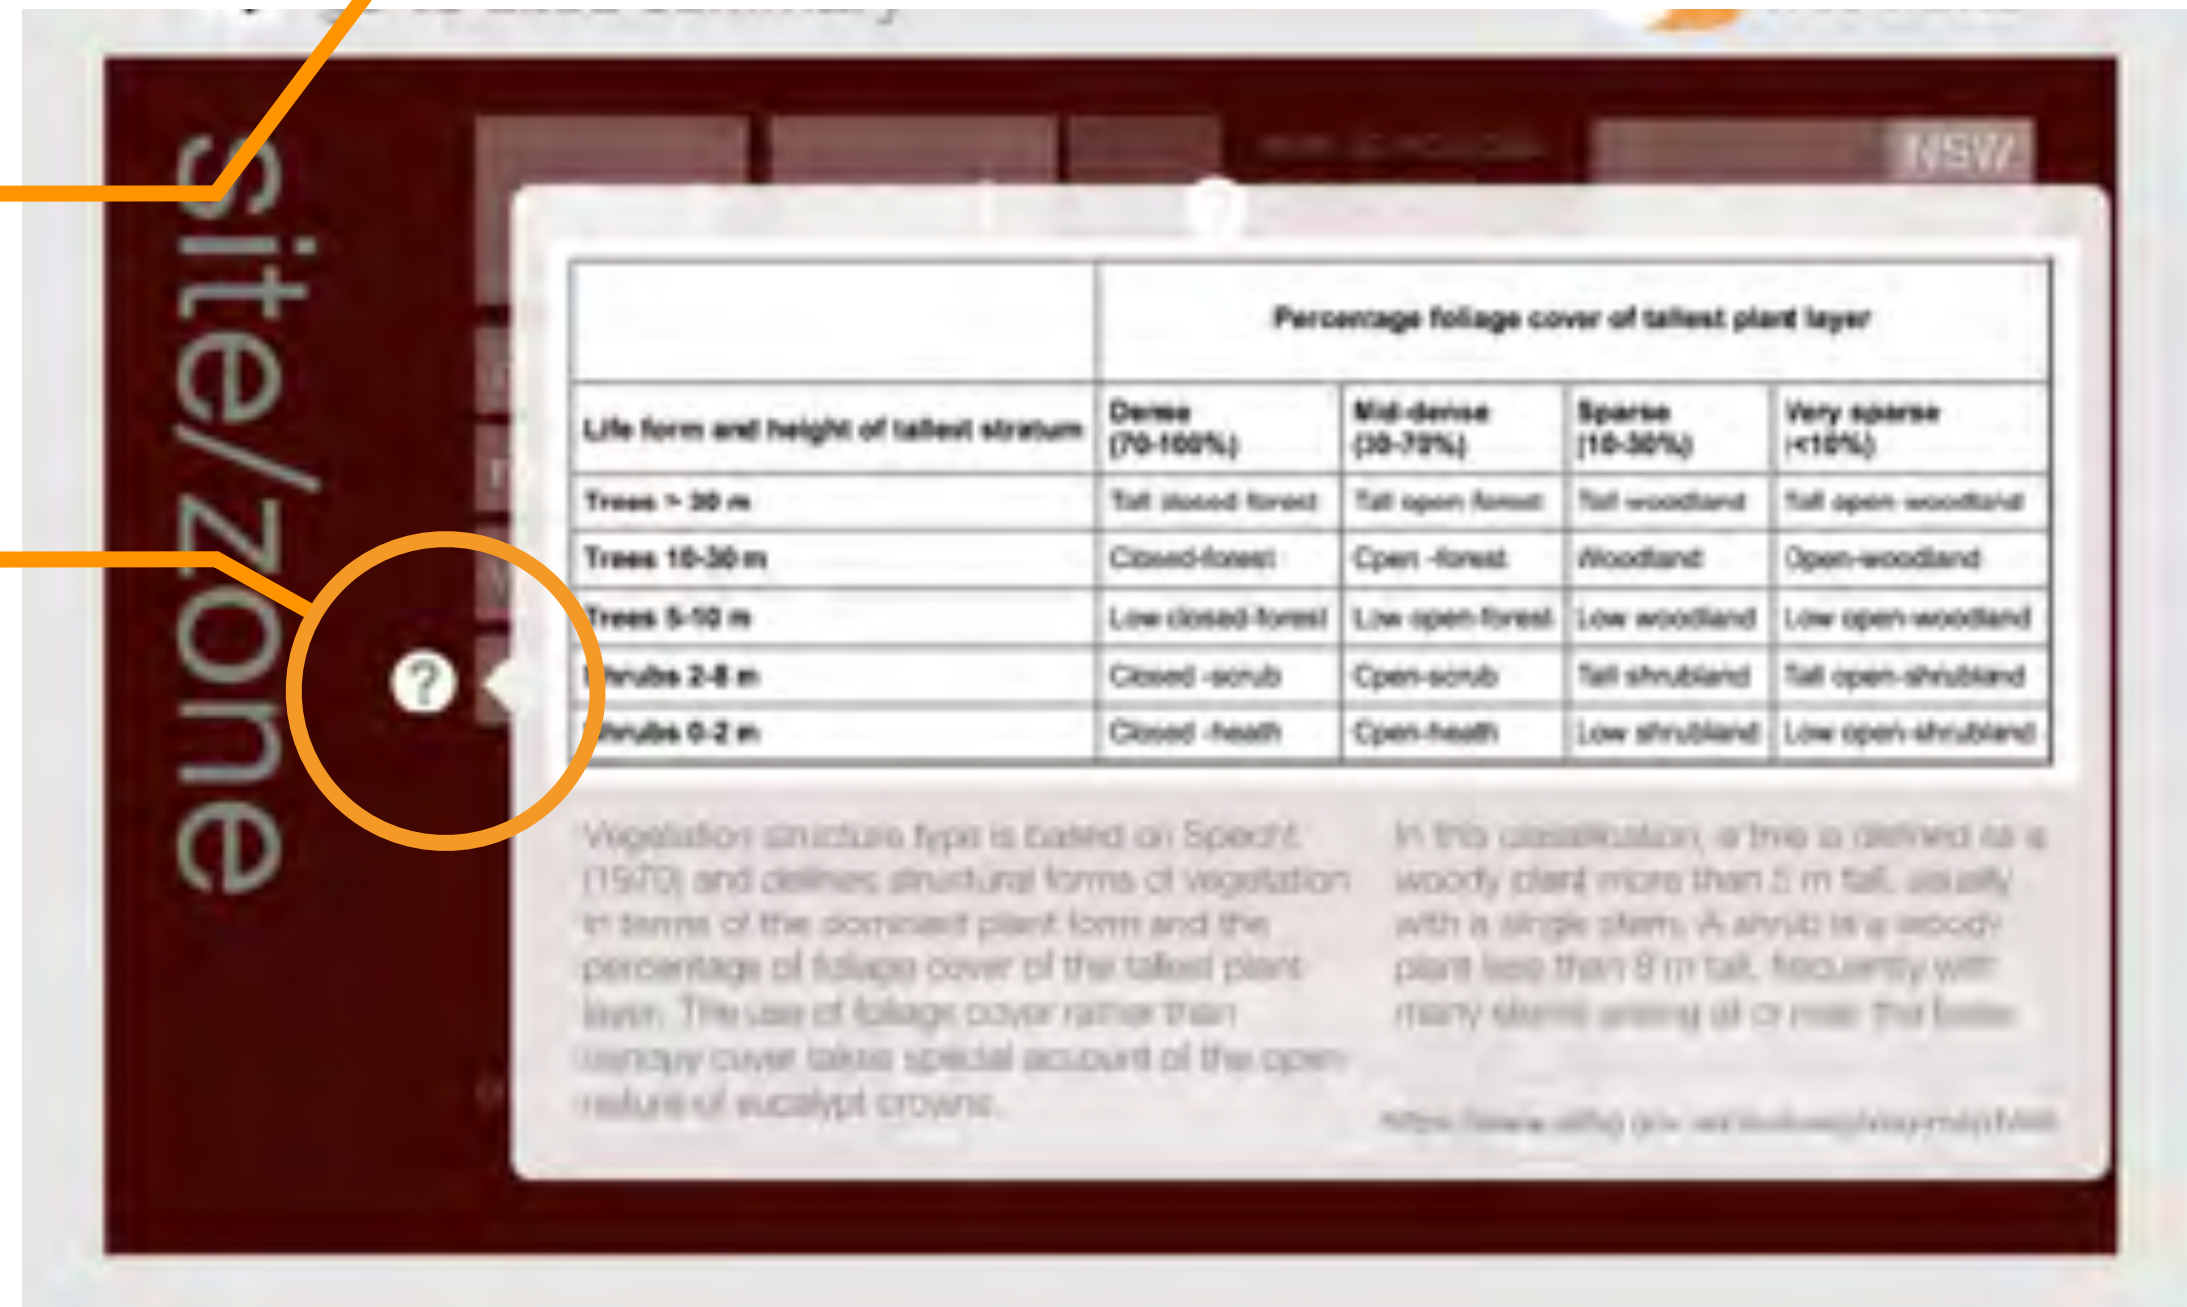 site/zone
NSW
?
Percentage foliage cover of tallest plant layer
Life form and height of tallest stratum
Dense
(70-100%)
Mid-dense
(30-70%)
Sparse
(10-30%)
Very sparse
(<10%)
Trees > 30 m Tall closed-forest Tall open-forest Tall woodland Tall open-woodland
Trees 10-30 m Closed-forest Open -forest Woodland Open-woodland
Trees 5-10 m Low closed-forest Low open-forest Low woodland Low open-woodland
hrubs 2-8 m Closed -scrub Open-scrub Tall shrubland Tall open-shrubland
hrubs 0-2 m Closed -heath Open-heath Low shrubland Low open-shrubland
?
Vegetation structure type is based on Specht
(1970) and defines structural forms of vegetation
in terms of the dominant plant form and the
percentage of foliage cover of the tallest plant
layer. The use of foliage cover rather than
canopy cover takes special account of the open
nature of eucalypt crowns.
In this classification, a tree is defined as a
woody plant more than 5 m tall, usually
with a single stem. A shrub is a woody
plant less than 8 m tall, frequently with
many stems arising at or near the base.